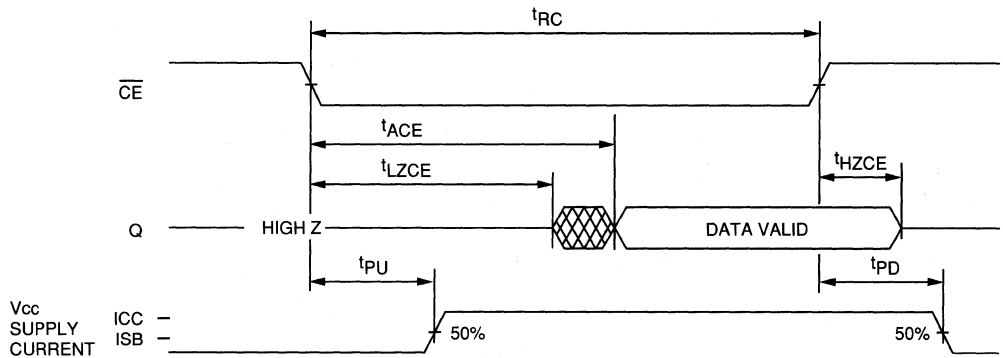 tRC
CE
tACE
tLZCE
tHZCE
Q
HIGH Z
DATA VALID
tPU
tPD
Vcc
SUPPLY
CURRENT
ICC
ISB
50%
50%